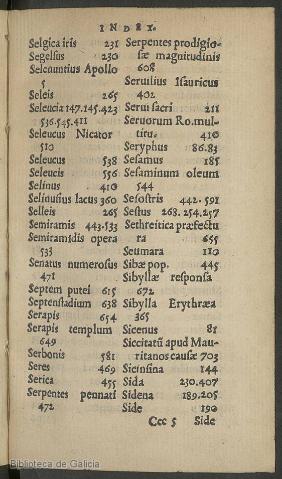 INDEX.
Selgica iris 231
Segelsus 230
Selenuntius Apollo
5
Seleis 265
Seleucia 147.145.423
536.545.411
Seleucus Nicator
510
Seleucus 538
Seleucis 556
Selinus 410
Selinusius lacus 360
Selleis 265
Semiramis 443.533
Semiramidis opera
533
Senatus numerosus
471
Septem putei 615
Septenstadium 638
Serapis 654
Serapis templum
649
Serbonis 581
Seres 469
Serica 455
Serpentes pennati
472
Serpentes prodigio-
sæ magnitudinis
608
Seruilius Isauricus
402
Serui sacri 211
Seruorum Ro. mul-
titu. 410
Seryphus 86.83
Sesamus 185
Sesaminum oleum
544
Sesostris 442.591
Sestus 268.254.257
Sethreitica præfectu
ra 655
Seumara 110
Sibæ pop. 445
Sibyllæ responsa
672
Sibylla Erythræa
365
Sicenus 81
Siccitatū apud Mau-
ritanos causæ 703
Sicinsina 144
Sida 230.407
Sidena 189.205
Side 190
Ccc 5 Side
Biblioteca de Galicia